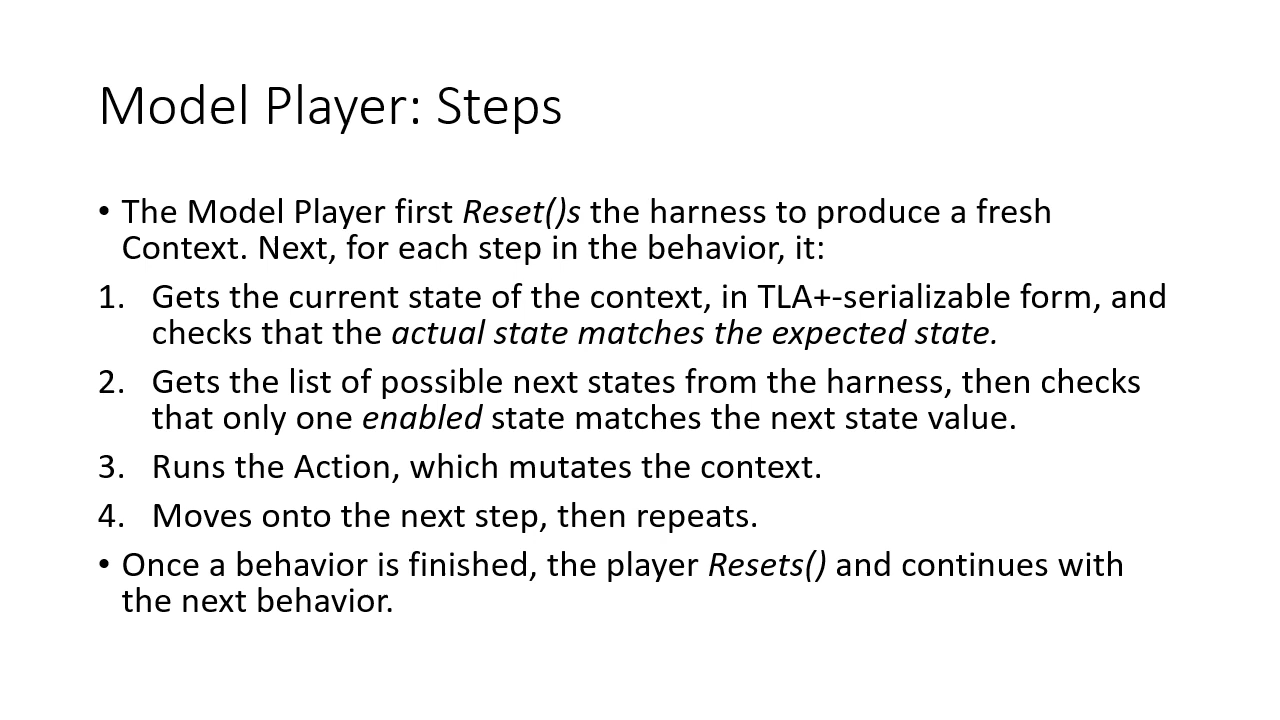 Model Player: Steps
• The Model Player first Reset()s the harness to produce a fresh
Context. Next, for each step in the behavior, it:
1. Gets the current state of the context, in TLA+-serializable form, and
checks that the actual state matches the expected state.
2. Gets the list of possible next states from the harness, then checks
that only one enabled state matches the next state value.
3. Runs the Action, which mutates the context.
4. Moves onto the next step, then repeats.
• Once a behavior is finished, the player Resets() and continues with
the next behavior.